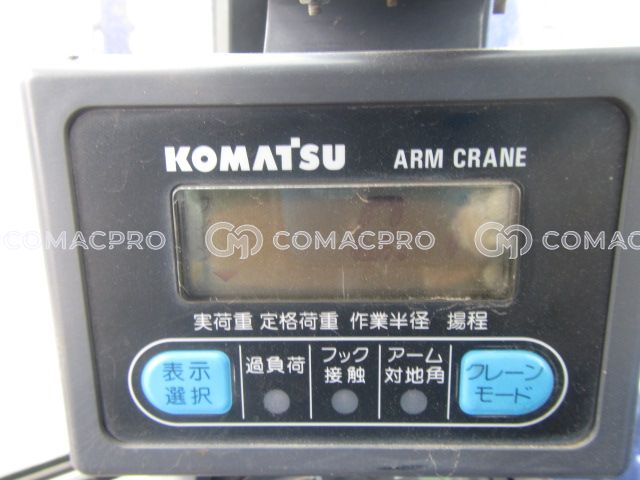 KOMATSU ARM CRANE
COMACPRO COMACPRO COMACPRO
実荷重 定格荷重 作業半径 揚程
表示 過負荷 フック アーム クレーン
選択 接触 対地角 モード